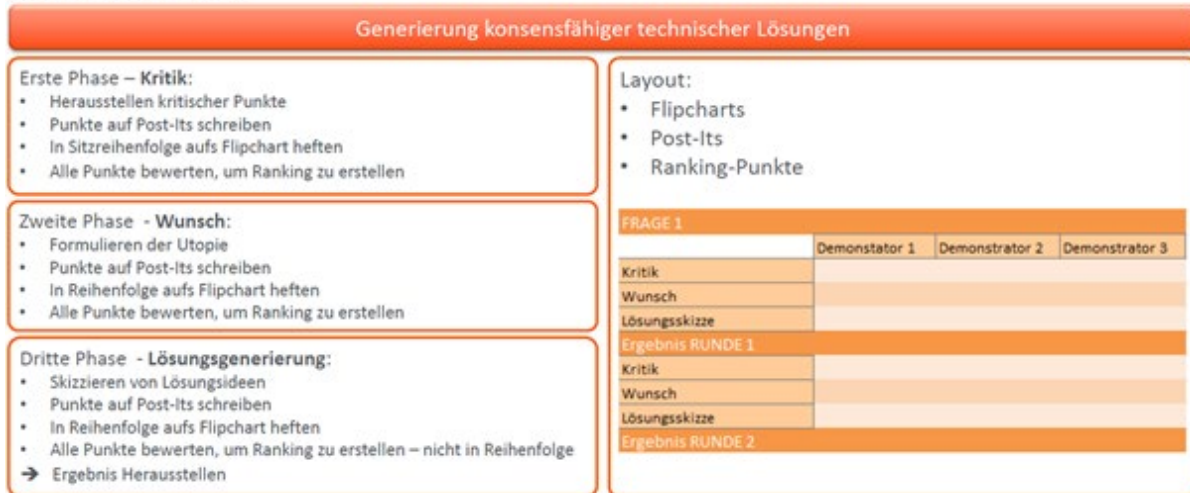 Generierung konsensfähiger technischer Lösungen
Erste Phase – Kritik:
• Herausstellen kritischer Punkte
• Punkte auf Post-Its schreiben
• In Sitzreihenfolge aufs Flipchart heften
• Alle Punkte bewerten, um Ranking zu erstellen
Zweite Phase - Wunsch:
• Formulieren der Utopie
• Punkte auf Post-Its schreiben
• In Reihenfolge aufs Flipchart heften
• Alle Punkte bewerten, um Ranking zu erstellen
Dritte Phase - Lösungsgenerierung:
• Skizzieren von Lösungsideen
• Punkte auf Post-Its schreiben
• In Reihenfolge aufs Flipchart heften
• Alle Punkte bewerten, um Ranking zu erstellen – nicht in Reihenfolge
→ Ergebnis Herausstellen
Layout:
• Flipcharts
• Post-Its
• Ranking-Punkte
FRAGE 1
Demonstator 1 Demonstrator 2 Demonstrator 3
Kritik
Wunsch
Lösungsskizze
Ergebnis RUNDE 1
Kritik
Wunsch
Lösungsskizze
Ergebnis RUNDE 2